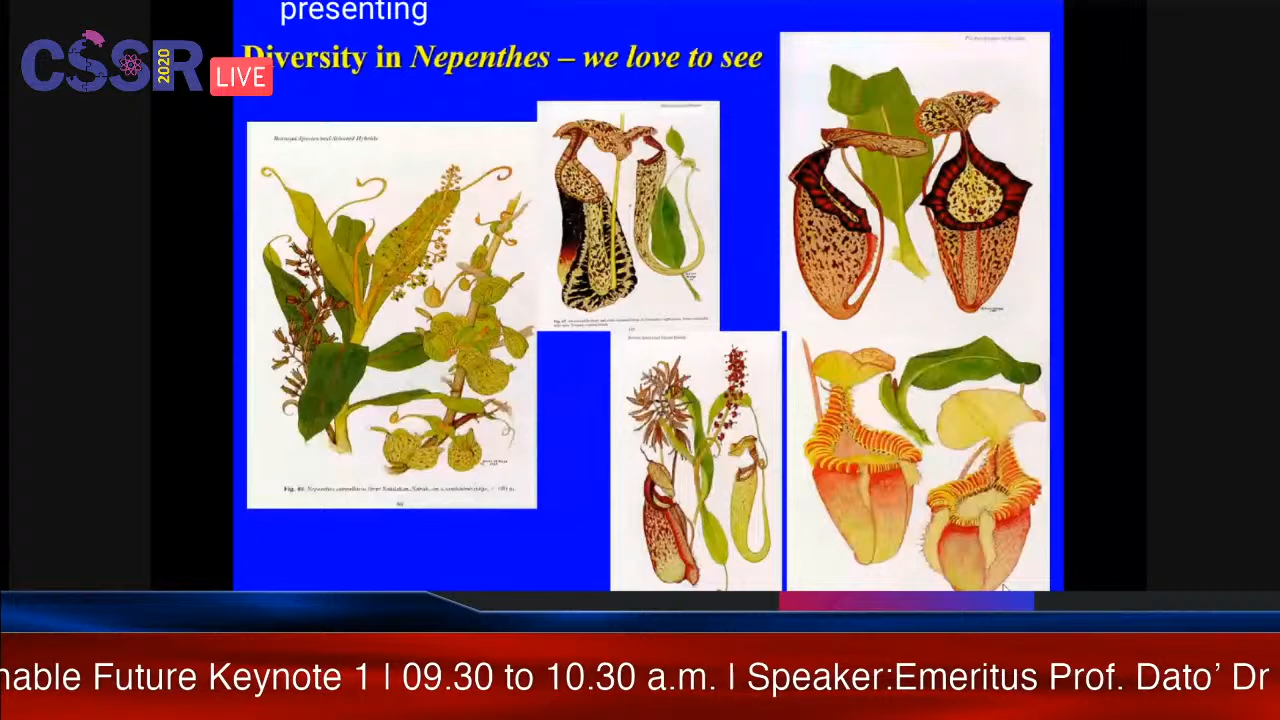 presenting
CSSR
2020
LIVE
Diversity in Nepenthes – we love to see
nable Future Keynote 1 | 09.30 to 10.30 a.m. | Speaker:Emeritus Prof. Dato’ Dr